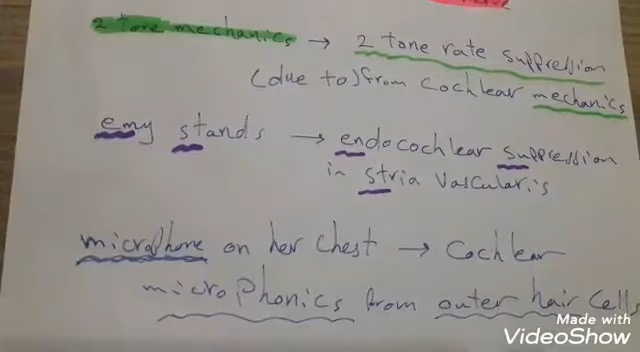 2 tone mechanics → 2 tone rate suppression
(due to) from cochlear mechanics
emy stands → endocochlear suppression
in stria vascularis
microphone on her chest → Cochlear
microphonics from outer hair cells
Made with
VideoShow